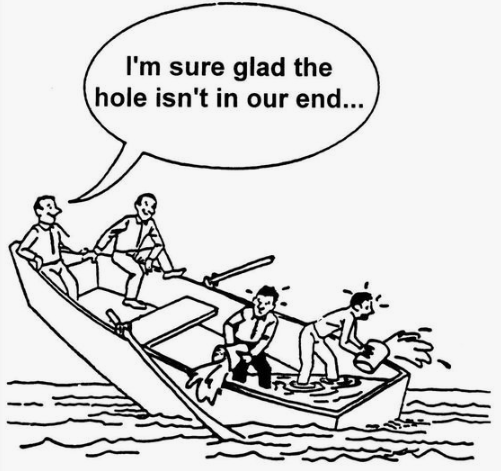 I'm sure glad the
hole isn't in our end...